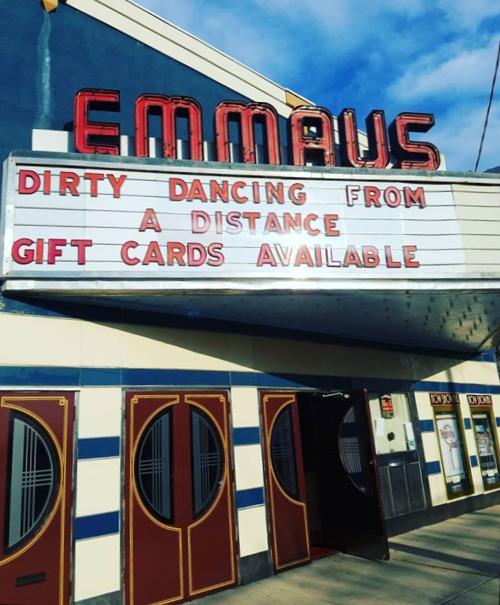 EMMAUS
DIRTY DANCING FROM
A DISTANCE
GIFT CARDS AVAILABLE